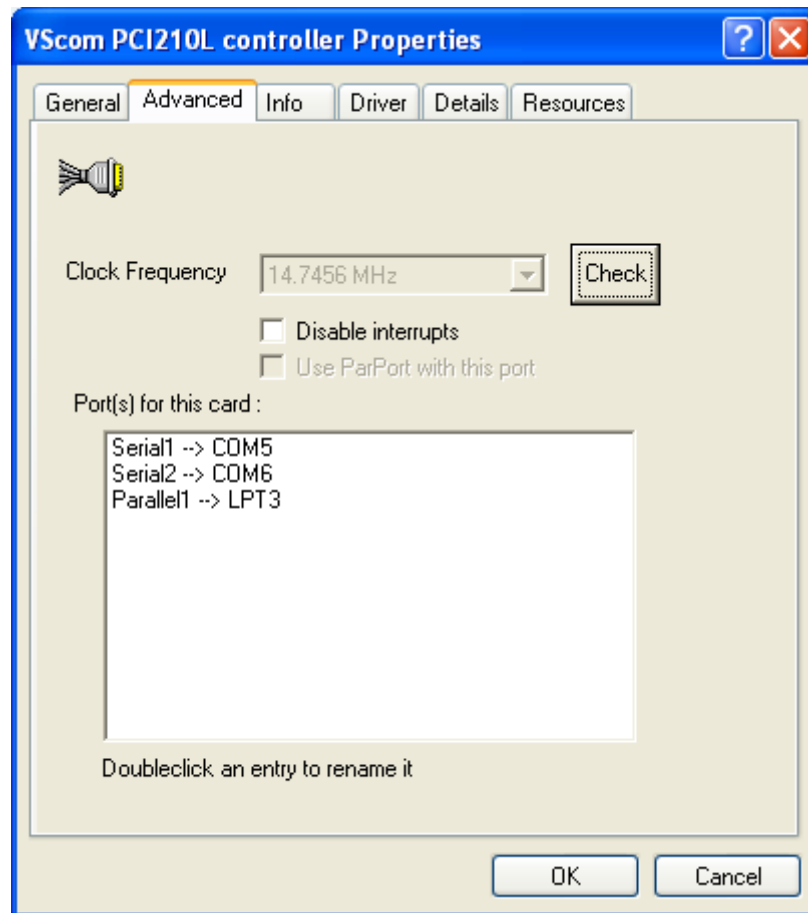 VScom PCI210L controller Properties
General Advanced Info Driver Details Resources
Clock Frequency 14.7456 MHz Check
Disable interrupts
Use ParPort with this port
Port(s) for this card :
Serial1 --> COM5
Serial2 --> COM6
Parallel1 --> LPT3
Doubleclick an entry to rename it
OK Cancel